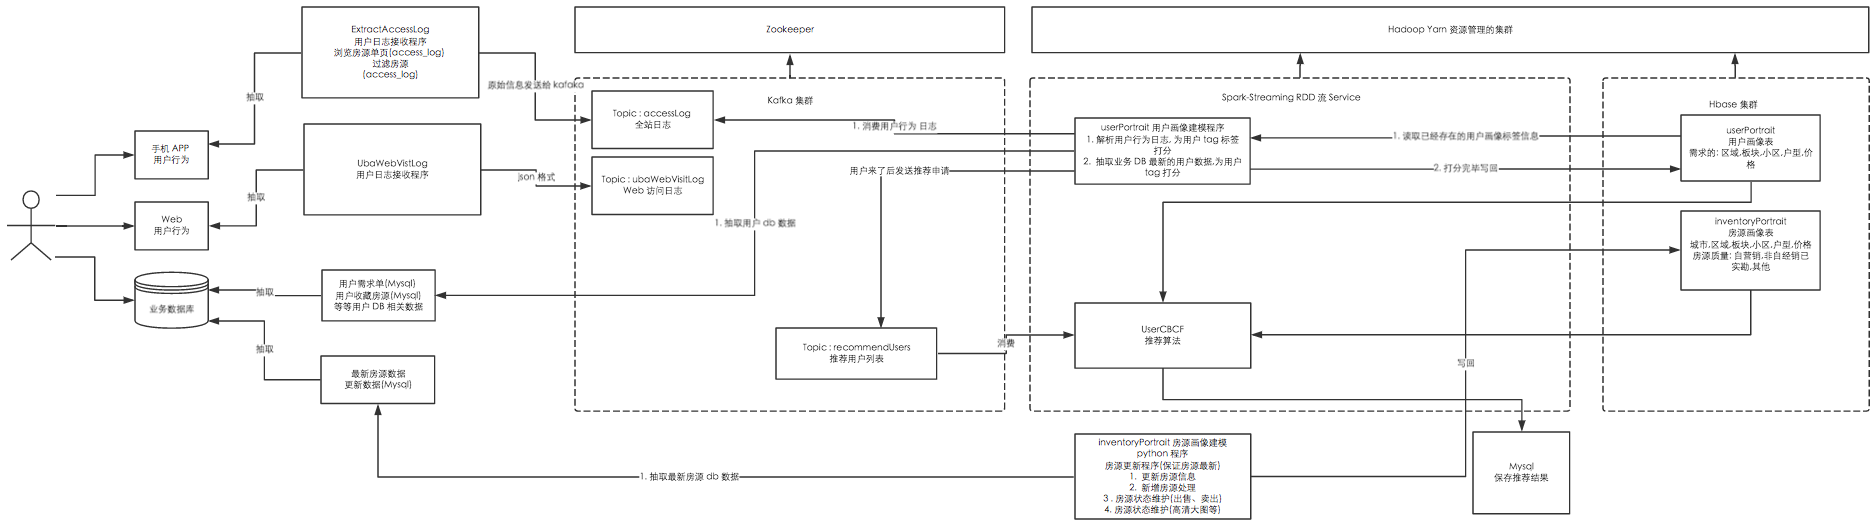 ExtractAccessLog
用户日志接收程序
浏览房源单页(access_log)
过滤房源
(access_log)
Zookeeper
Hadoop Yarn 资源管理的集群
抽取
原始信息发送给 kafaka
Kafka 集群
Topic : accessLog
全站日志
1. 消费用户行为 日志
Spark-Streaming RDD 流 Service
userPortrait 用户画像建模程序
1. 解析用户行为日志, 为用户 tag 标签
打分
2. 抽取业务 DB 最新的用户数据,为用户
tag 打分
1. 读取已经存在的用户画像标签信息
2. 打分完毕写回
Hbase 集群
userPortrait
用户画像表
需求的: 区域,板块,小区,户型,价
格
手机 APP
用户行为
UbaWebVistLog
用户日志接收程序
json 格式
Topic : ubaWebVisitLog
Web 访问日志
用户来了后发送推荐申请
抽取
Web
用户行为
1. 抽取用户 db 数据
inventoryPortrait
房源画像表
城市,区域,板块,小区,户型,价格
房源质量: 自营销,非自经销已
实勘,其他
业务数据库
抽取
用户需求单(Mysql)
用户收藏房源(Mysql)
等等用户 DB 相关数据
抽取
最新房源数据
更新数据(Mysql)
Topic : recommendUsers
推荐用户列表
消费
UserCBCF
推荐算法
写回
1. 抽取最新房源 db 数据
inventoryPortrait 房源画像建模
python 程序
房源更新程序(保证房源最新)
1. 更新房源信息
2. 新增房源处理
3 . 房源状态维护(出售、卖出)
4. 房源状态维护(高清大图等)
Mysql
保存推荐结果